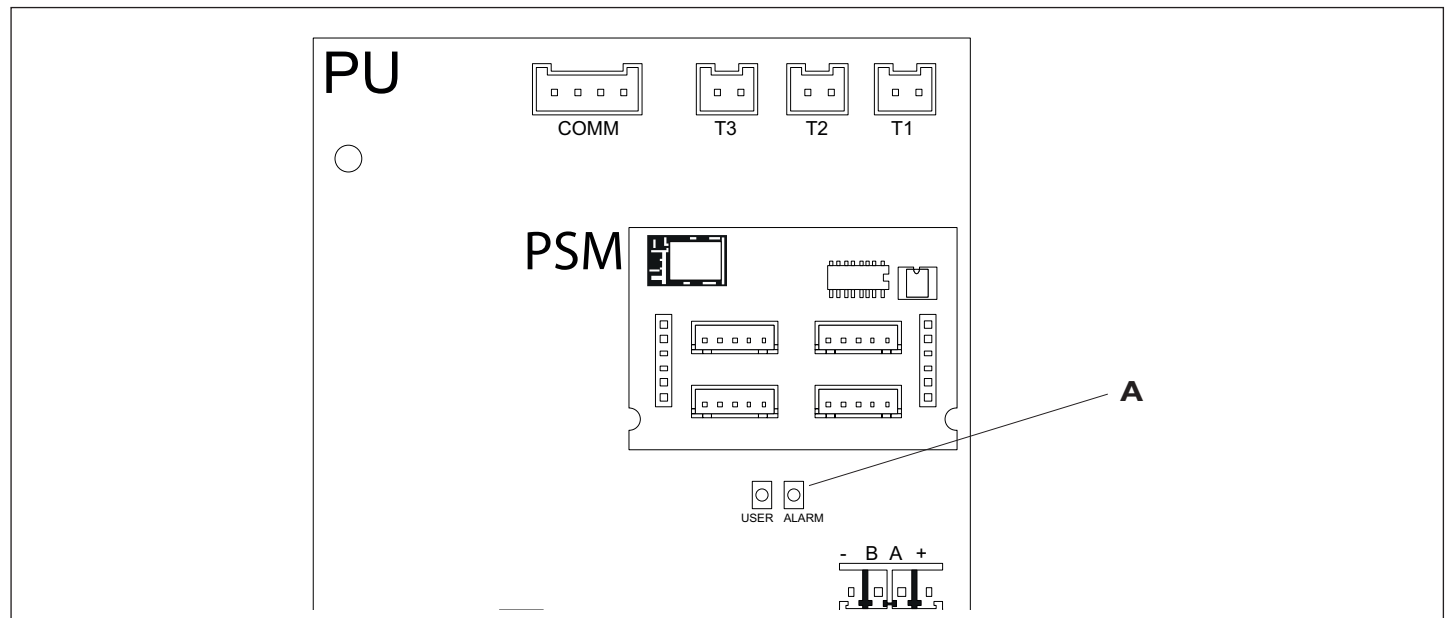 PU
COMM T3 T2 T1
PSM
A
USER ALARM
- B A +